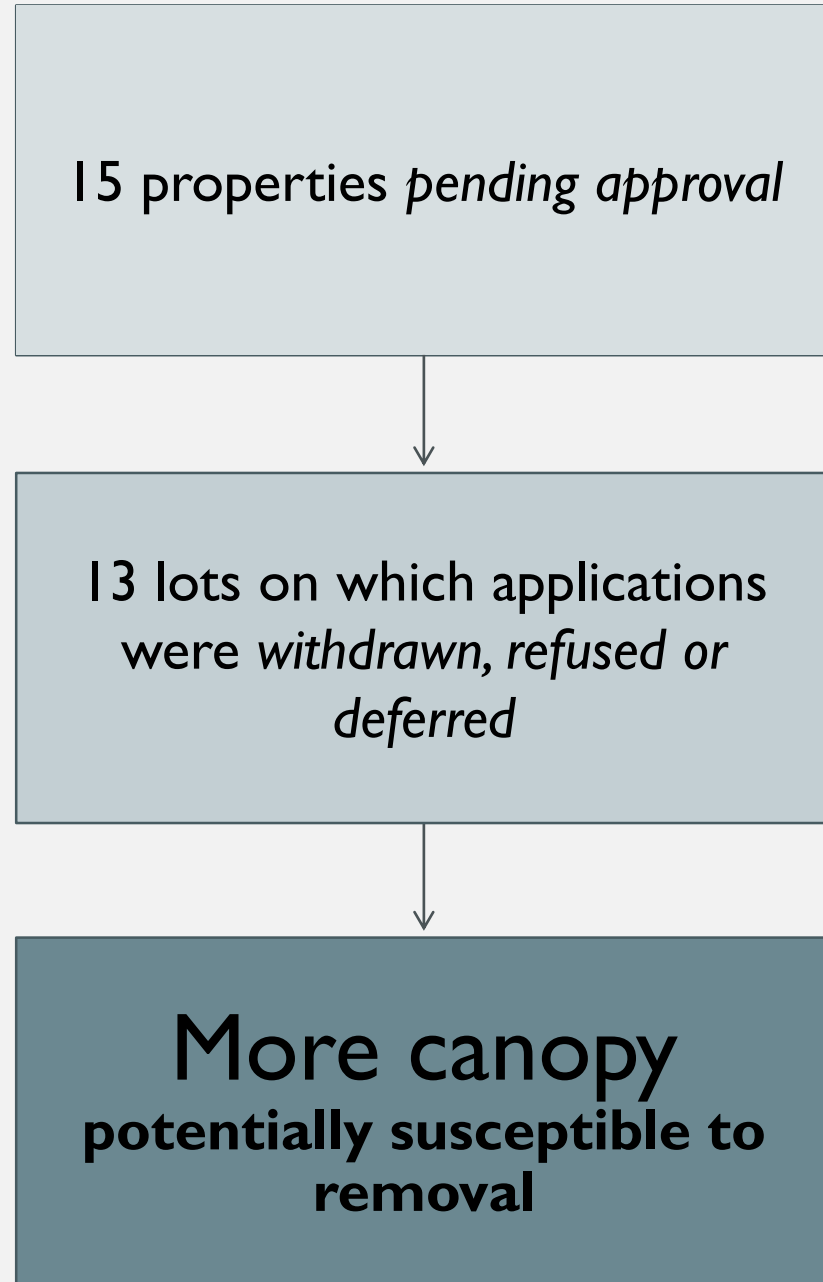 15 properties pending approval
13 lots on which applications
were withdrawn, refused or
deferred
More canopy
potentially susceptible to
removal